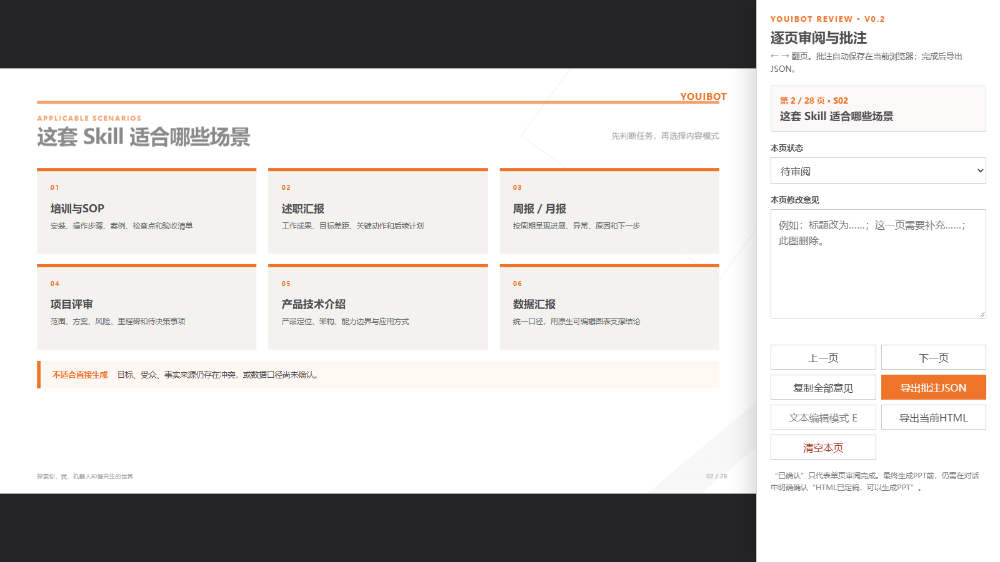 YOUIBOT
APPLICABLE SCENARIOS
这套 Skill 适合哪些场景
先判断任务，再选择内容模式
01
培训与SOP
安装、操作步骤、案例、检查点和验收清单
02
述职汇报
工作成果、目标差距、关键动作和后续计划
03
周报 / 月报
按周期呈现进展、异常、原因和下一步
04
项目评审
范围、方案、风险、里程碑和待决策事项
05
产品技术介绍
产品定位、架构、能力边界与应用方式
06
数据汇报
统一口径，用原生可编辑图表支撑结论
不适合直接生成 目标、受众、事实来源仍存在冲突，或数据口径尚未确认。
探索你、我、机器人和谐共生的世界
02 / 28
YOUIBOT REVIEW · V0.2
逐页审阅与批注
←→ 翻页。批注自动保存在当前浏览器；完成后导出
JSON。
第 2 / 28 页 · S02
这套 Skill 适合哪些场景
本页状态
待审阅
本页修改意见
例如：标题改为……；这一页需要补充……；
此图删除。
上一页
下一页
复制全部意见
导出批注JSON
文本编辑模式 E
导出当前HTML
清空本页
“已确认”只代表单页审阅完成。最终生成PPT前，仍需在对话
中明确确认“HTML已定稿，可以生成PPT”。